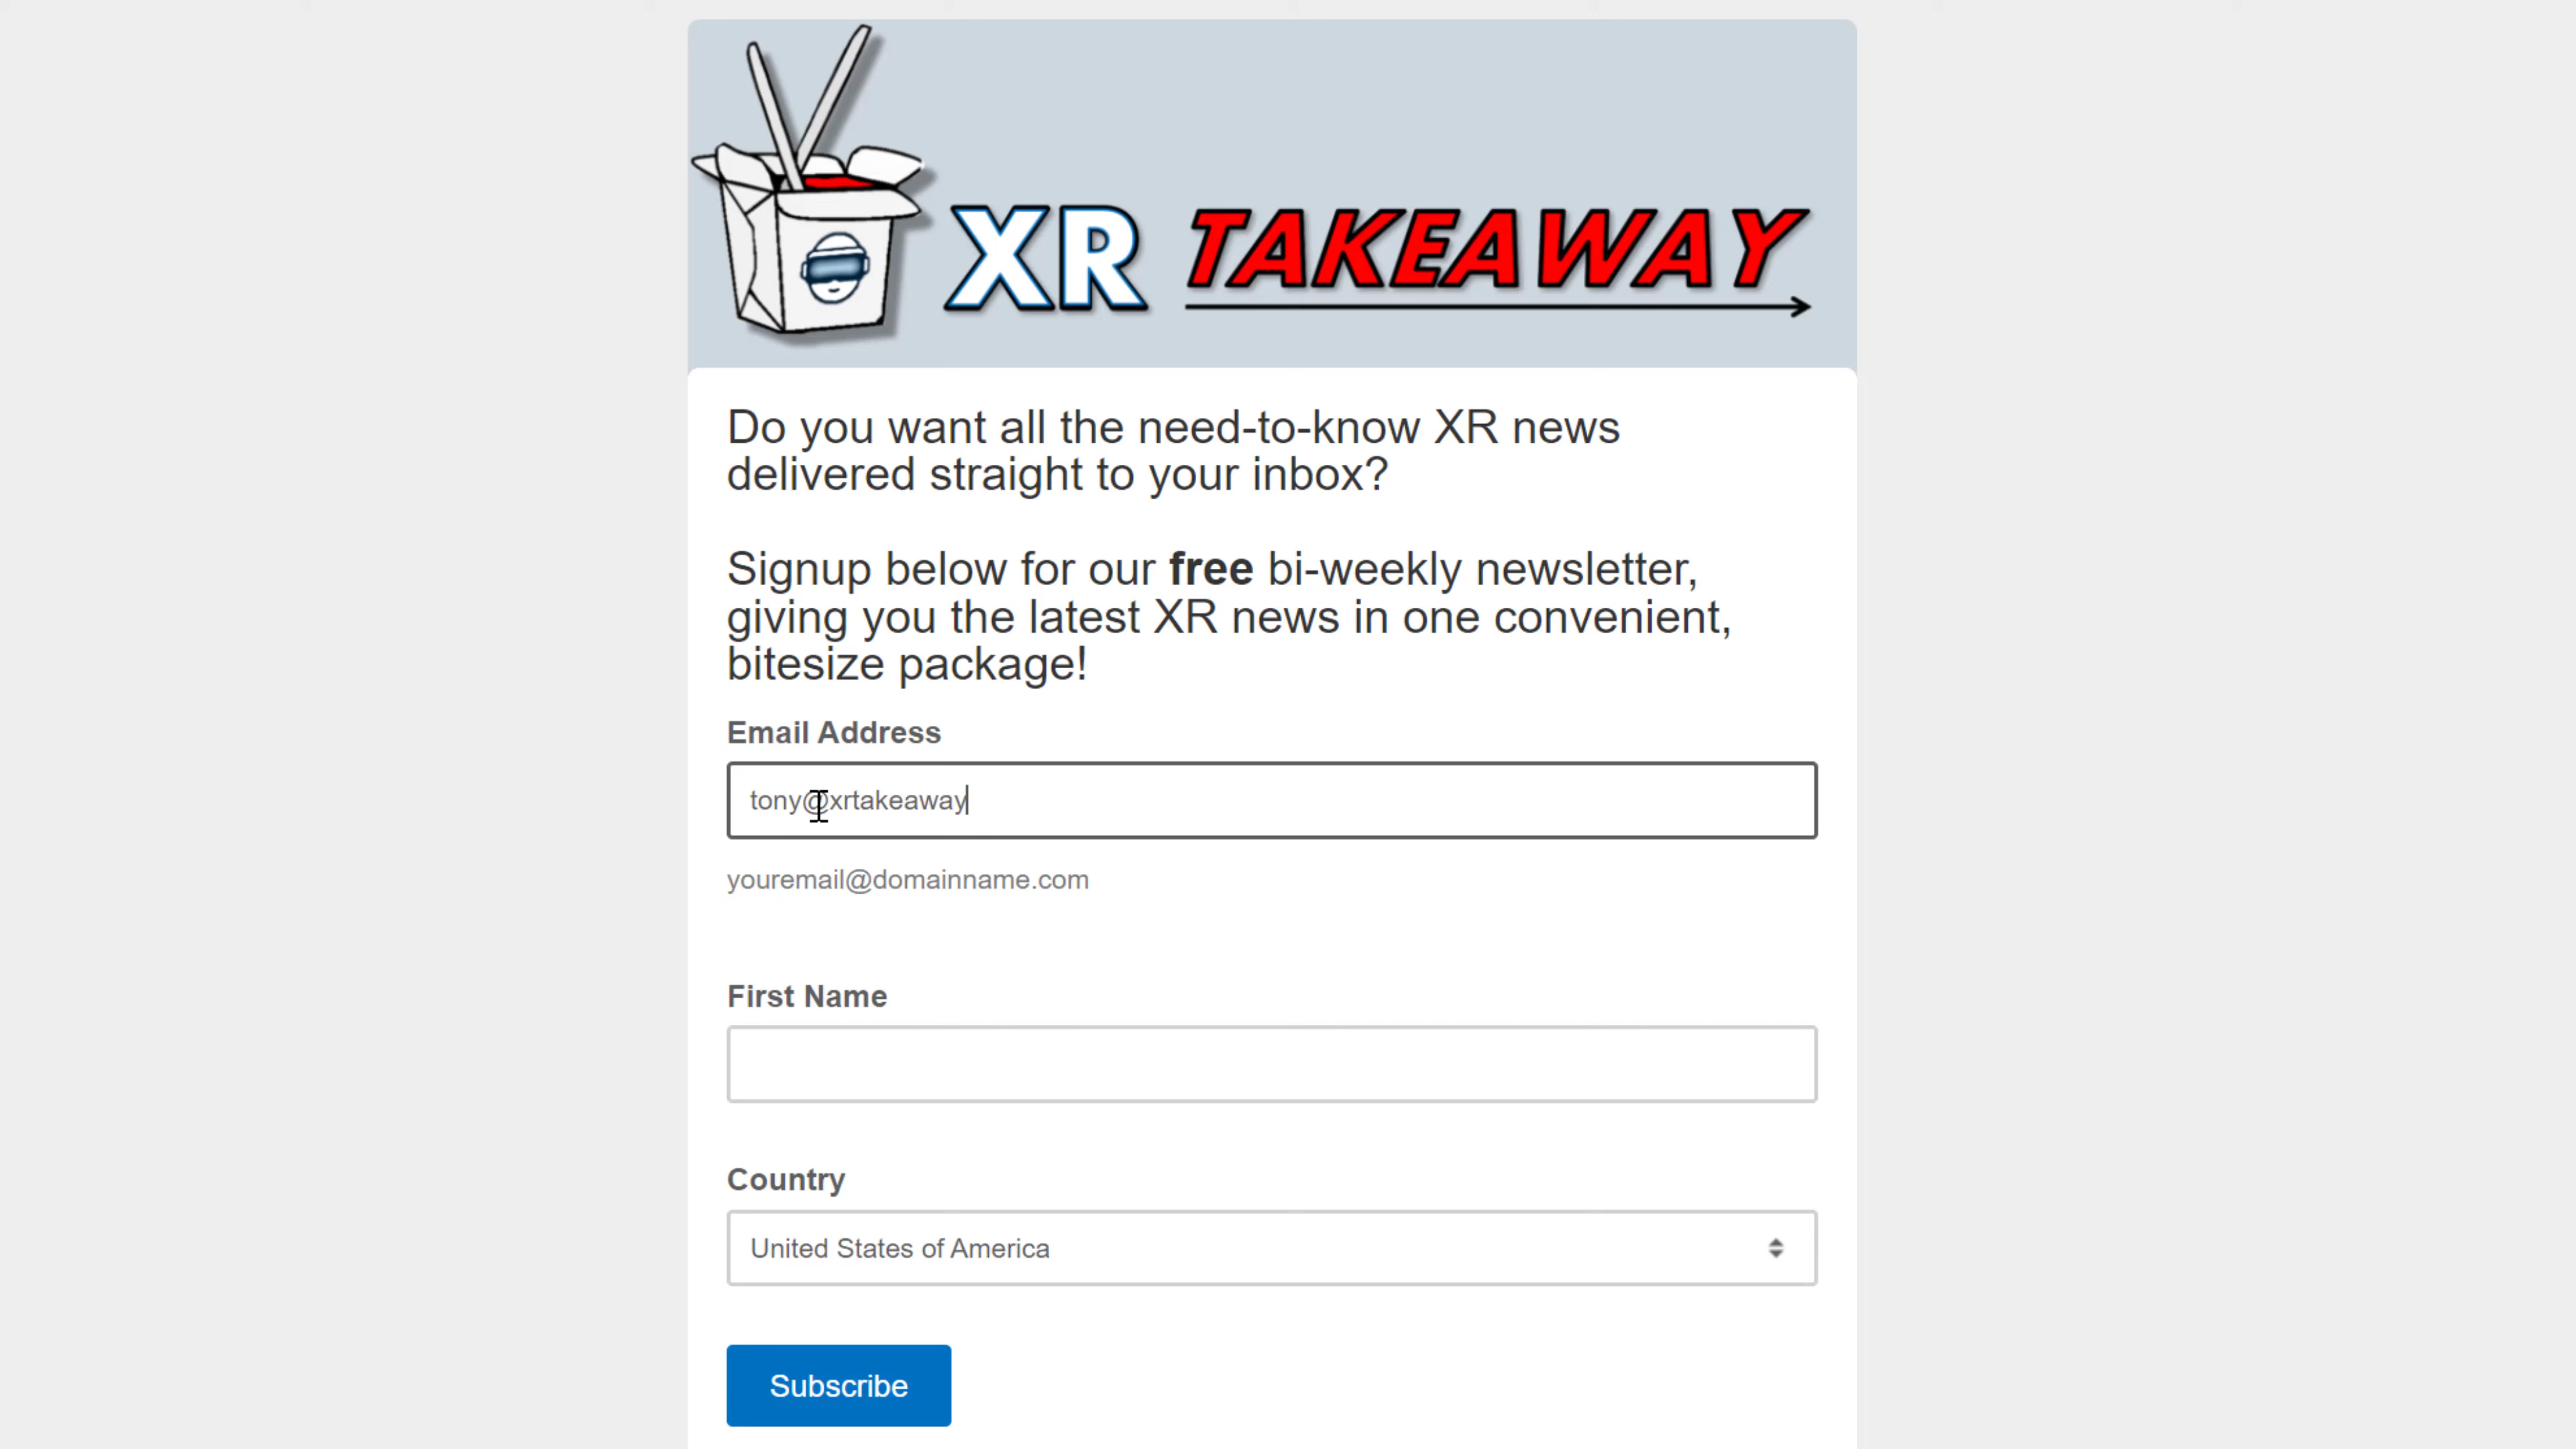 XR TAKEAWAY
Do you want all the need-to-know XR news
delivered straight to your inbox?
Signup below for our free bi-weekly newsletter,
giving you the latest XR news in one convenient,
bitesize package!
Email Address
tony@xrtakeaway
youremail@domainname.com
First Name
Country
United States of America
Subscribe